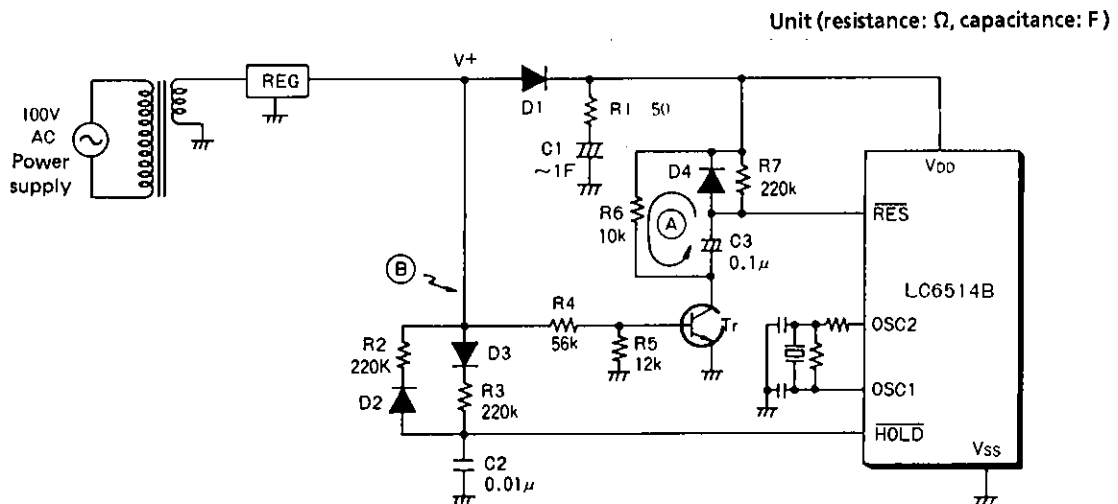 Unit (resistance: Ω, capacitance: F)
V+
REG
D1
R1 50
100V
AC
Power
supply
C1
~1F
D4
R7
220k
VDD
R6
10k
A
RES
C3
0.1μ
B
LC6514B
R4
56k
Tr
OSC2
R2
220K
D3
R5
12k
D2
R3
220k
OSC1
HOLD
C2
0.01μ
VSS